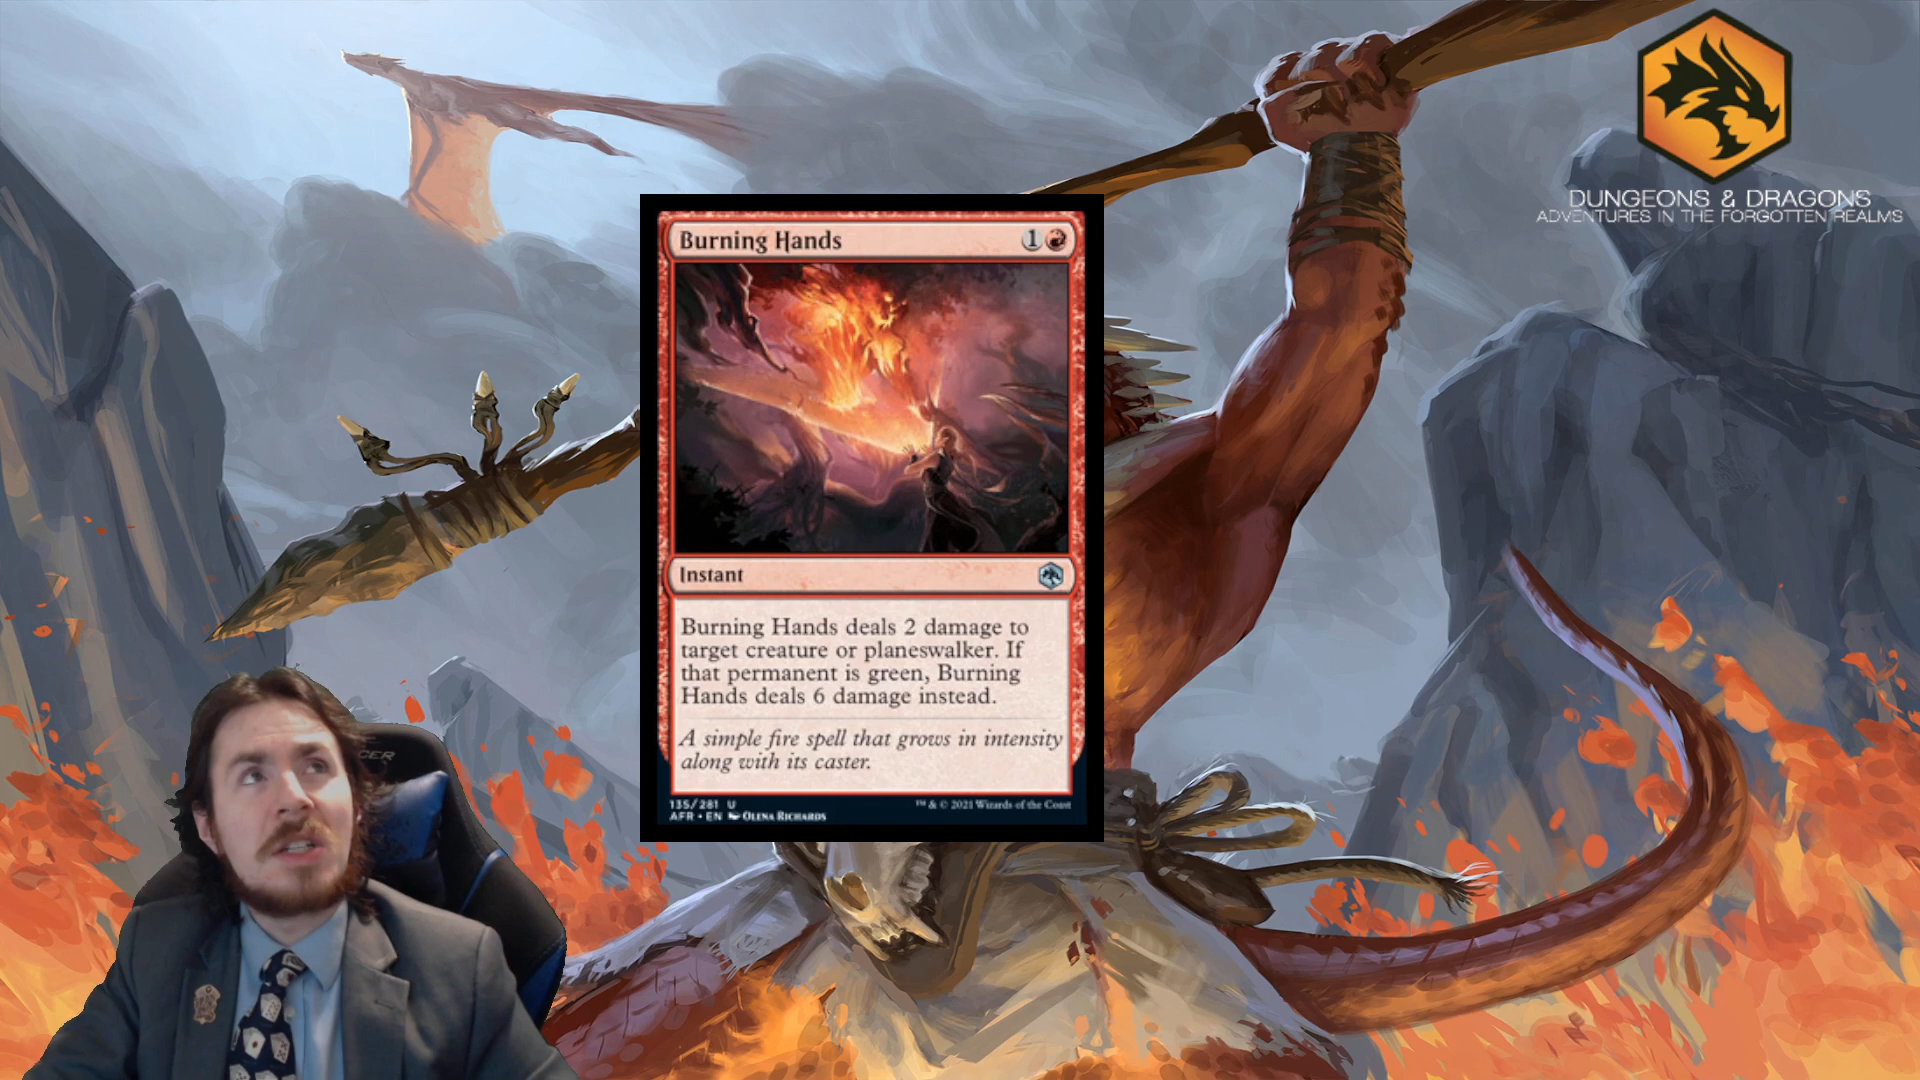 DUNGEONS & DRAGONS
ADVENTURES IN THE FORGOTTEN REALMS
Burning Hands 1
Instant
Burning Hands deals 2 damage to
target creature or planeswalker. If
that permanent is green, Burning
Hands deals 6 damage instead.
A simple fire spell that grows in intensity
along with its caster.
135/281 U ™ & © 2021 Wizards of the Coast
AFR • EN OLENA RICHARDS